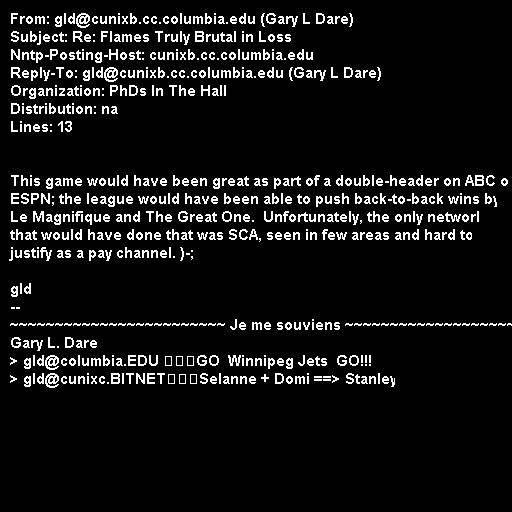 From: gld@cunixb.cc.columbia.edu (Gary L Dare)
Subject: Re: Flames Truly Brutal in Loss
Nntp-Posting-Host: cunixb.cc.columbia.edu
Reply-To: gld@cunixb.cc.columbia.edu (Gary L Dare)
Organization: PhDs In The Hall
Distribution: na
Lines: 13

This game would have been great as part of a double-header on ABC o
ESPN; the league would have been able to push back-to-back wins by
Le Magnifique and The Great One.  Unfortunately, the only networ
that would have done that was SCA, seen in few areas and hard to
justify as a pay channel. )-;

gld
--
~~~~~~~~~~~~~~~~~~~~~~~~ Je me souviens ~~~~~~~~~~~~~~~~~~~
Gary L. Dare
> gld@columbia.EDU □□□GO  Winnipeg Jets  GO!!!
> gld@cunixc.BITNET□□□Selanne + Domi ==> Stanley